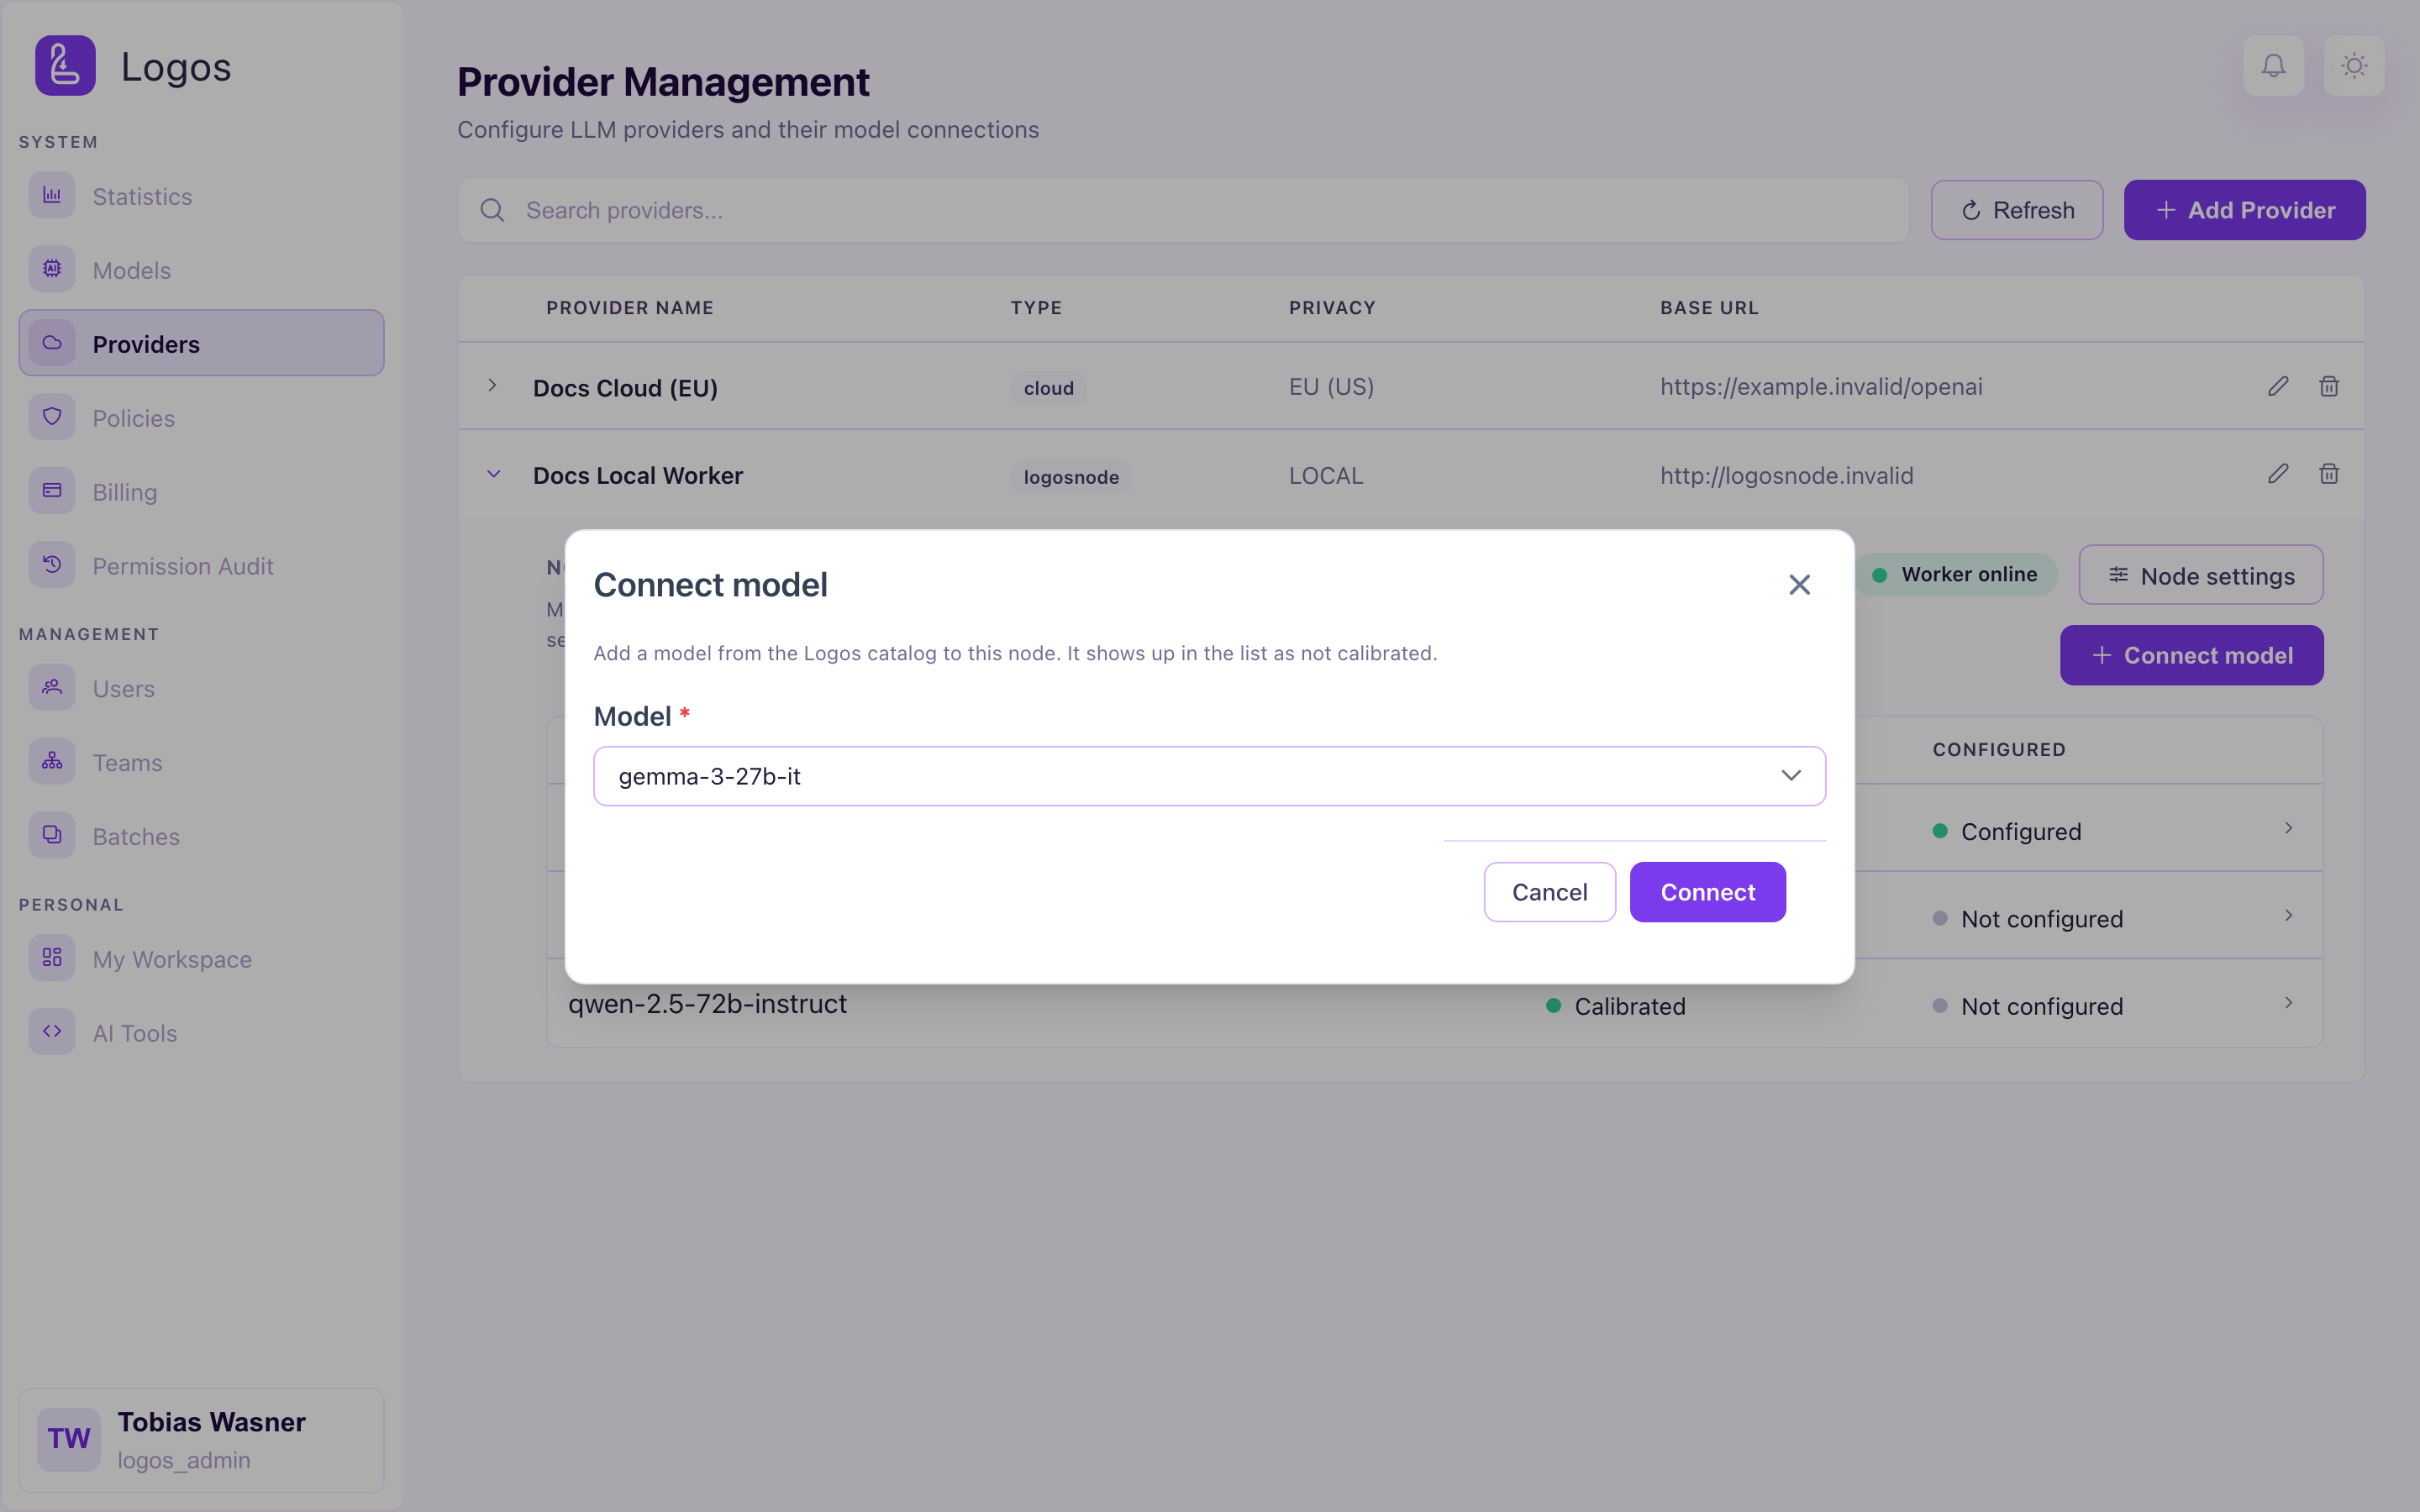 Logos
SYSTEM
Statistics
Models
Providers
Policies
Billing
Permission Audit
MANAGEMENT
Users
Teams
Batches
PERSONAL
My Workspace
AI Tools
TW
Tobias Wasner
logos_admin
Provider Management
Configure LLM providers and their model connections
Search providers...
Refresh
Add Provider
PROVIDER NAME TYPE PRIVACY BASE URL
Docs Cloud (EU) cloud EU (US) https://example.invalid/openai
Docs Local Worker logosnode LOCAL http://logosnode.invalid
Worker online
Node settings
Connect model
CONFIGURED
Configured
Not configured
qwen-2.5-72b-instruct Calibrated Not configured
Connect model
Add a model from the Logos catalog to this node. It shows up in the list as not calibrated.
Model *
gemma-3-27b-it
Cancel
Connect